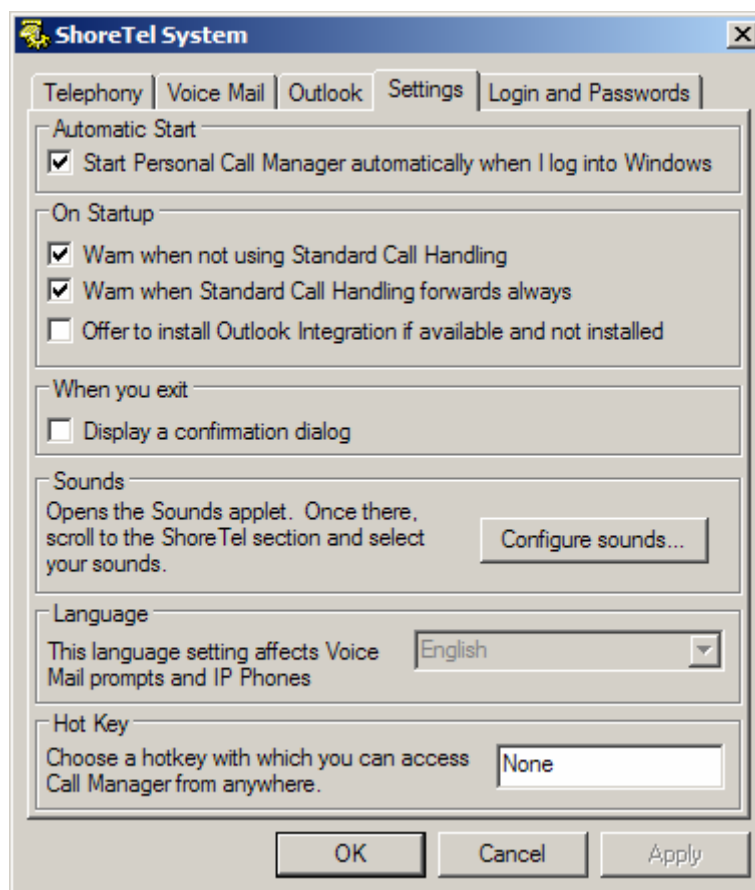 ShoreTel System
Telephony Voice Mail Outlook Settings Login and Passwords
Automatic Start
Start Personal Call Manager automatically when I log into Windows
On Startup
Warn when not using Standard Call Handling
Warn when Standard Call Handling forwards always
Offer to install Outlook Integration if available and not installed
When you exit
Display a confirmation dialog
Sounds
Opens the Sounds applet. Once there,
scroll to the ShoreTel section and select
your sounds.
Configure sounds...
Language
This language setting affects Voice
Mail prompts and IP Phones
English
Hot Key
Choose a hotkey with which you can access
Call Manager from anywhere.
None
OK Cancel Apply